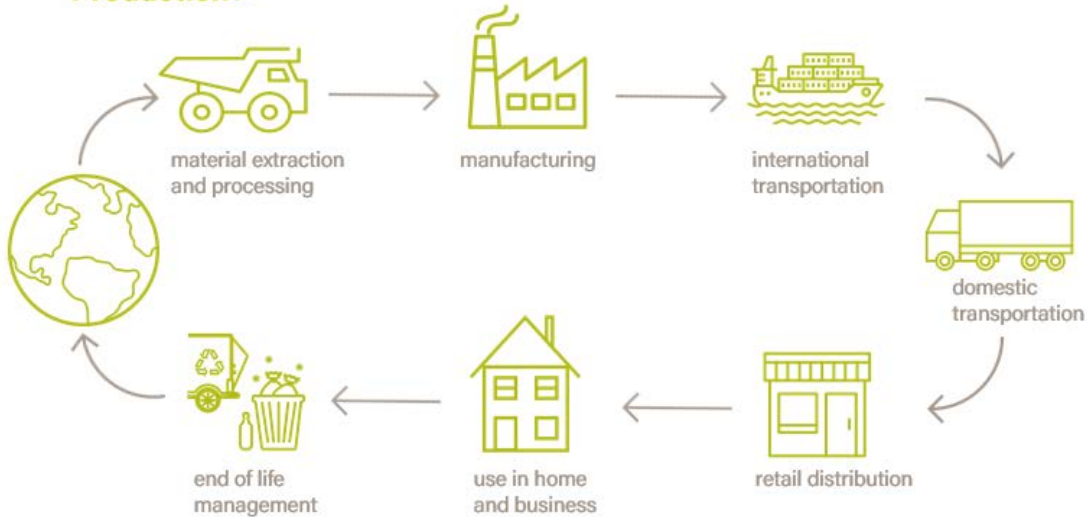 material extraction
and processing
manufacturing
international
transportation
domestic
transportation
retail distribution
use in home
and business
end of life
management